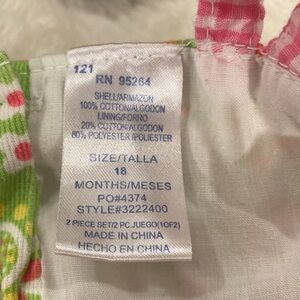 121
RN 95264
SHELL/ARMAZON
100% COTTON/ALGODON
LINING/FORRO
20% COTTON/ALGODON
80% POLYESTER/POLIESTER
SIZE/TALLA
18
MONTHS/MESES
PO#4374
STYLE#3222400
2 PIECE SET/2 PC JUEGO(1OF2)
MADE IN CHINA
HECHO EN CHINA